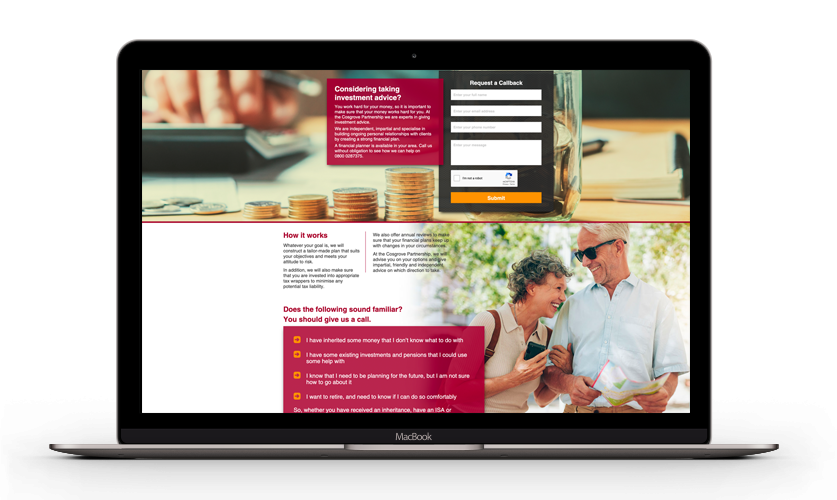 Considering taking
investment advice?
You work hard for your money, so it is important to
make sure that your money works hard for you. At
the Cosgrove Partnership we are experts in giving
investment advice.
We are independent, impartial and specialise in
building ongoing personal relationships with clients
by creating a strong financial plan.
A financial planner is available in your area. Call us
without obligation to see how we can help on
0800 0287375.
Request a Callback
Enter your full name
Enter your email address
Enter your phone number
Enter your message
I'm not a robot
Submit
How it works
Whatever your goal is, we will
construct a tailor-made plan that suits
your objectives and meets your
attitude to risk.
In addition, we will also make sure
that you are invested into appropriate
tax wrappers to minimise any
potential tax liability.
We also offer annual reviews to make
sure that your financial plans keep up
with changes in your circumstances.
At the Cosgrove Partnership, we will
advise you on your options and give
impartial, friendly and independent
advice on which direction to take.
Does the following sound familiar?
You should give us a call.
I have inherited some money that I don't know what to do with
I have some existing investments and pensions that I could use
some help with
I know that I need to be planning for the future, but I am not sure
how to go about it
I want to retire, and need to know if I can do so comfortably
So, whether you have received an inheritance, have an ISA or
MacBook